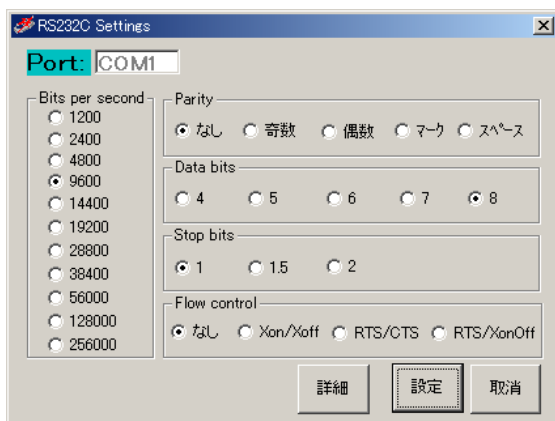 RS232C Settings
Port: COM1
Bits per second
1200
2400
4800
9600
14400
19200
28800
38400
56000
128000
256000
Parity
なし 奇数 偶数 マーク スペース
Data bits
4 5 6 7 8
Stop bits
1 1.5 2
Flow control
なし Xon/Xoff RTS/CTS RTS/XonOff
詳細 設定 取消